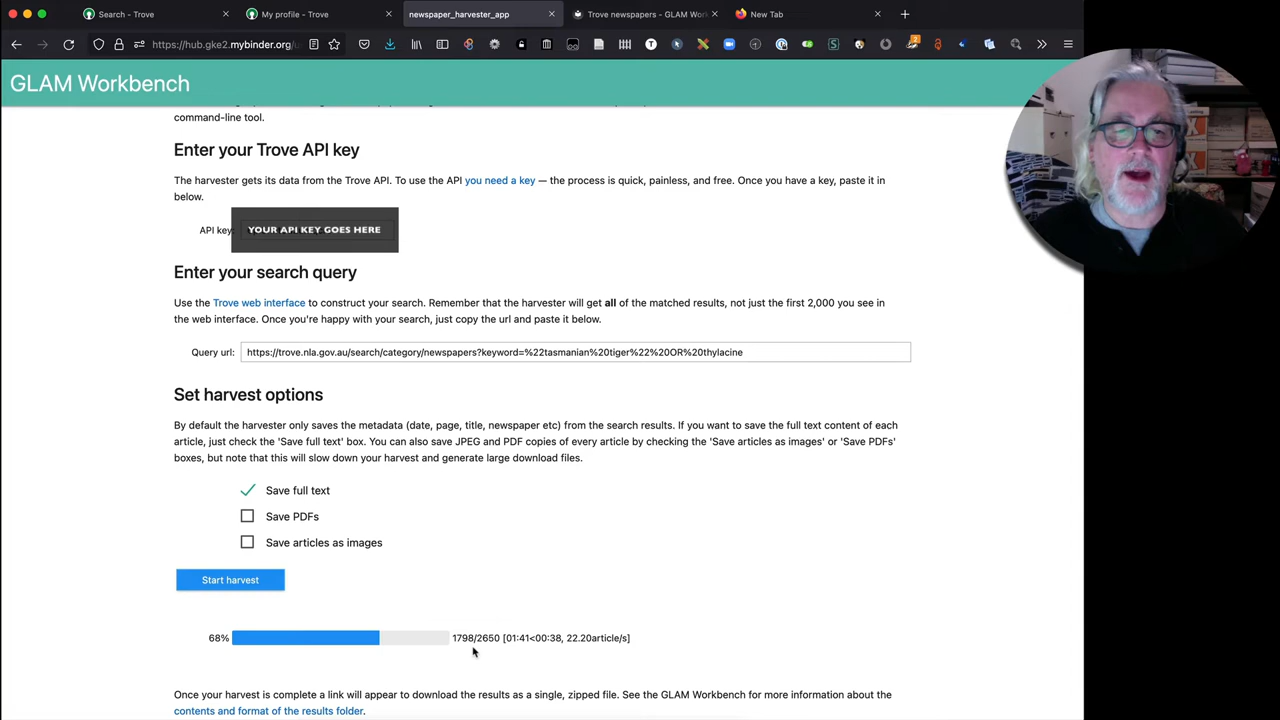 Search - Trove
My profile - Trove
newspaper_harvester_app
Trove newspapers - GLAM Work
New Tab
https://hub.gke2.mybinder.org/
2
GLAM Workbench
command-line tool.
Enter your Trove API key
The harvester gets its data from the Trove API. To use the API you need a key — the process is quick, painless, and free. Once you have a key, paste it in
below.
API key:
YOUR API KEY GOES HERE
Enter your search query
Use the Trove web interface to construct your search. Remember that the harvester will get all of the matched results, not just the first 2,000 you see in
the web interface. Once you're happy with your search, just copy the url and paste it below.
Query url:
https://trove.nla.gov.au/search/category/newspapers?keyword=%22tasmanian%20tiger%22%20OR%20thylacine
Set harvest options
By default the harvester only saves the metadata (date, page, title, newspaper etc) from the search results. If you want to save the full text content of each
article, just check the 'Save full text' box. You can also save JPEG and PDF copies of every article by checking the 'Save articles as images' or 'Save PDFs'
boxes, but note that this will slow down your harvest and generate large download files.
Save full text
Save PDFs
Save articles as images
Start harvest
68%
1798/2650 [01:41<00:38, 22.20article/s]
Once your harvest is complete a link will appear to download the results as a single, zipped file. See the GLAM Workbench for more information about the
contents and format of the results folder.